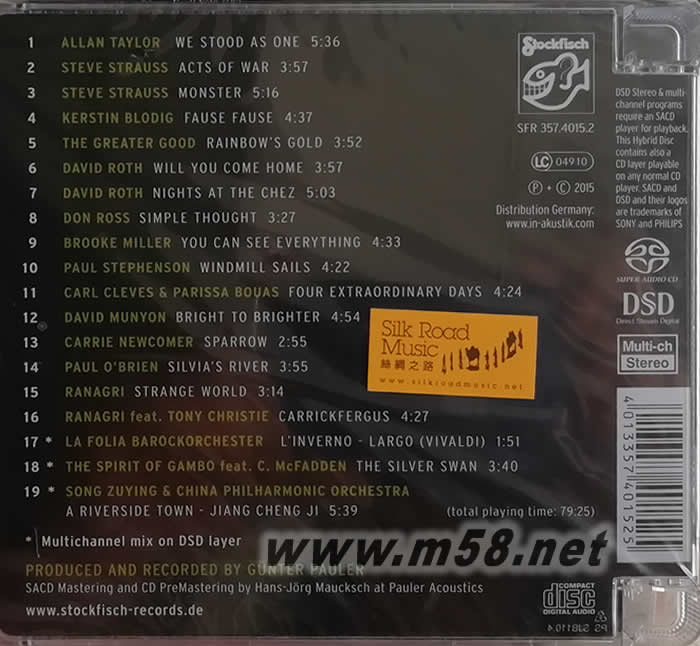 1 ALLAN TAYLOR WE STOOD AS ONE 5:36
2 STEVE STRAUSS ACTS OF WAR 3:57
3 STEVE STRAUSS MONSTER 5:16
4 KERSTIN BLODIG FAUSE FAUSE 4:37
5 THE GREATER GOOD RAINBOW'S GOLD 3:52
6 DAVID ROTH WILL YOU COME HOME 3:57
7 DAVID ROTH NIGHTS AT THE CHEZ 5:03
8 DON ROSS SIMPLE THOUGHT 3:27
9 BROOKE MILLER YOU CAN SEE EVERYTHING 4:33
10 PAUL STEPHENSON WINDMILL SAILS 4:22
11 CARL CLEVES & PARISSA BOUAS FOUR EXTRAORDINARY DAYS 4:24
12 DAVID MUNYON BRIGHT TO BRIGHTER 4:54
13 CARRIE NEWCOMER SPARROW 2:55
14 PAUL O'BRIEN SILVIA'S RIVER 3:55
15 RANAGRI STRANGE WORLD 3:14
16 RANAGRI feat. TONY CHRISTIE CARRICKFERGUS 4:27
17 * LA FOLIA BAROCKORCHESTER L'INVERNO - LARGO (VIVALDI) 1:51
18 * THE SPIRIT OF GAMBO feat. C. McFADDEN THE SILVER SWAN 3:40
19 * SONG ZUYING & CHINA PHILHARMONIC ORCHESTRA
A RIVERSIDE TOWN - JIANG CHENG JI 5:39
(total playing time: 79:25)
* Multichannel mix on DSD layer
PRODUCED AND RECORDED BY GÜNTER PAULER
SACD Mastering and CD PreMastering by Hans-Jörg Maucksch at Pauler Acoustics
www.stockfisch-records.de
Stockfisch
SFR 357.4015.2
LC 04910
℗ + © 2015
Distribution Germany:
www.in-akustik.com
DSD Stereo & multi-
channel programs
require an SACD
player for playback.
This Hybrid Disc
contains also a
CD layer playable
on any normal CD
player. SACD and
DSD and their logos
are trademarks of
SONY and PHILIPS
SUPER AUDIO CD
DSD
Direct Stream Digital
Multi-ch
Stereo
4 013357 401525
Silk Road
Music
絲綢之路
www.silkroadmusic.net
www.m58.net
COMPACT
disc
DIGITAL AUDIO
PS SJB110.4